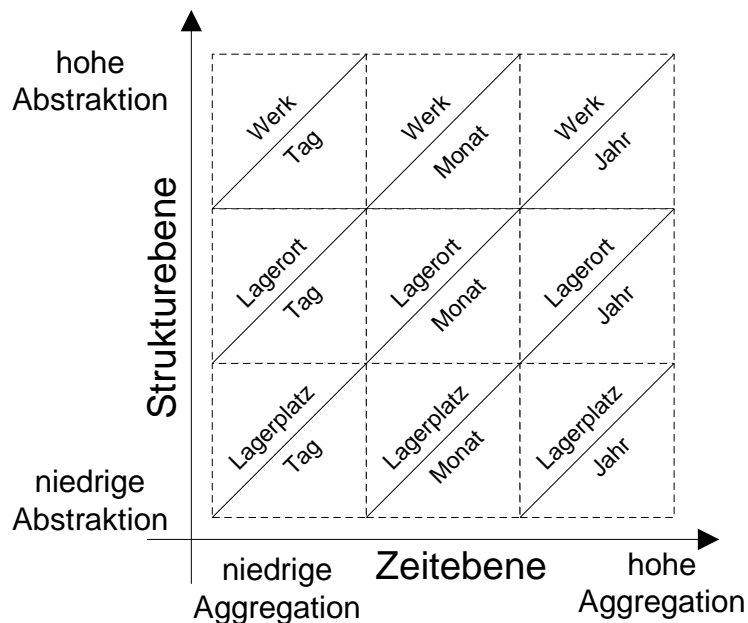 hohe
Abstraktion
Strukturebene
niedrige
Abstraktion
Werk
Tag
Werk
Monat
Werk
Jahr
Lagerort
Tag
Lagerort
Monat
Lagerort
Jahr
Lagerplatz
Tag
Lagerplatz
Monat
Lagerplatz
Jahr
niedrige
Aggregation
Zeitebene
hohe
Aggregation